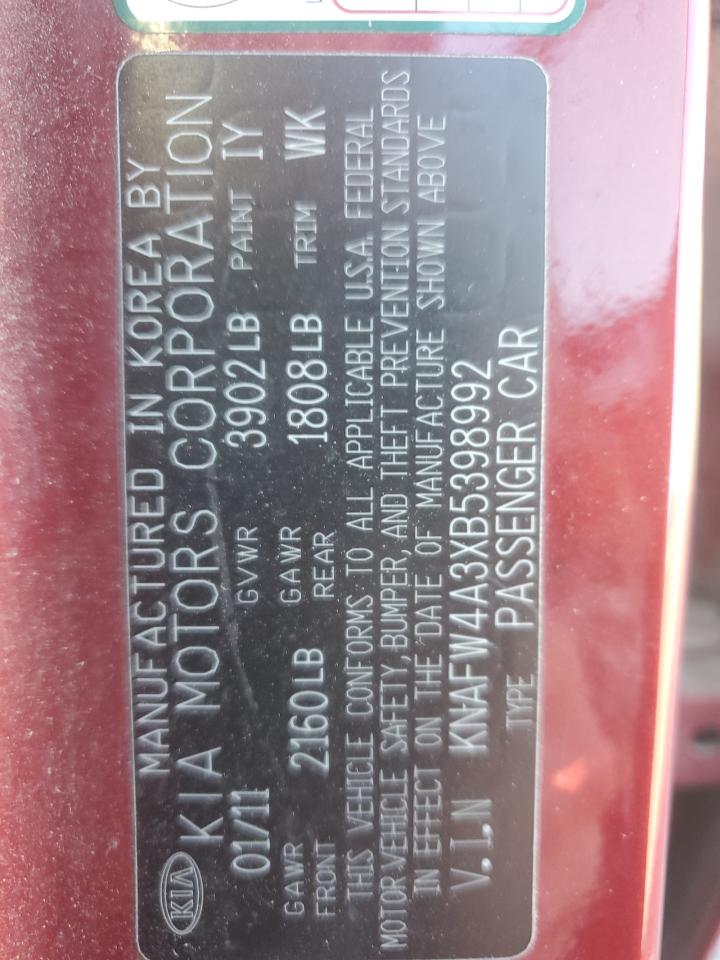 KIA
MANUFACTURED IN KOREA BY
KIA MOTORS CORPORATION
01/11 GVWR 3902LB PAINT IY
GAWR FRONT 2160LB GAWR REAR 1808LB TRIM WK
THIS VEHICLE CONFORMS TO ALL APPLICABLE U.S.A. FEDERAL
MOTOR VEHICLE SAFETY, BUMPER, AND THEFT PREVENTION STANDARDS
IN EFFECT ON THE DATE OF MANUFACTURE SHOWN ABOVE
V.I.N KNAFW4A3XB5398992
TYPE PASSENGER CAR